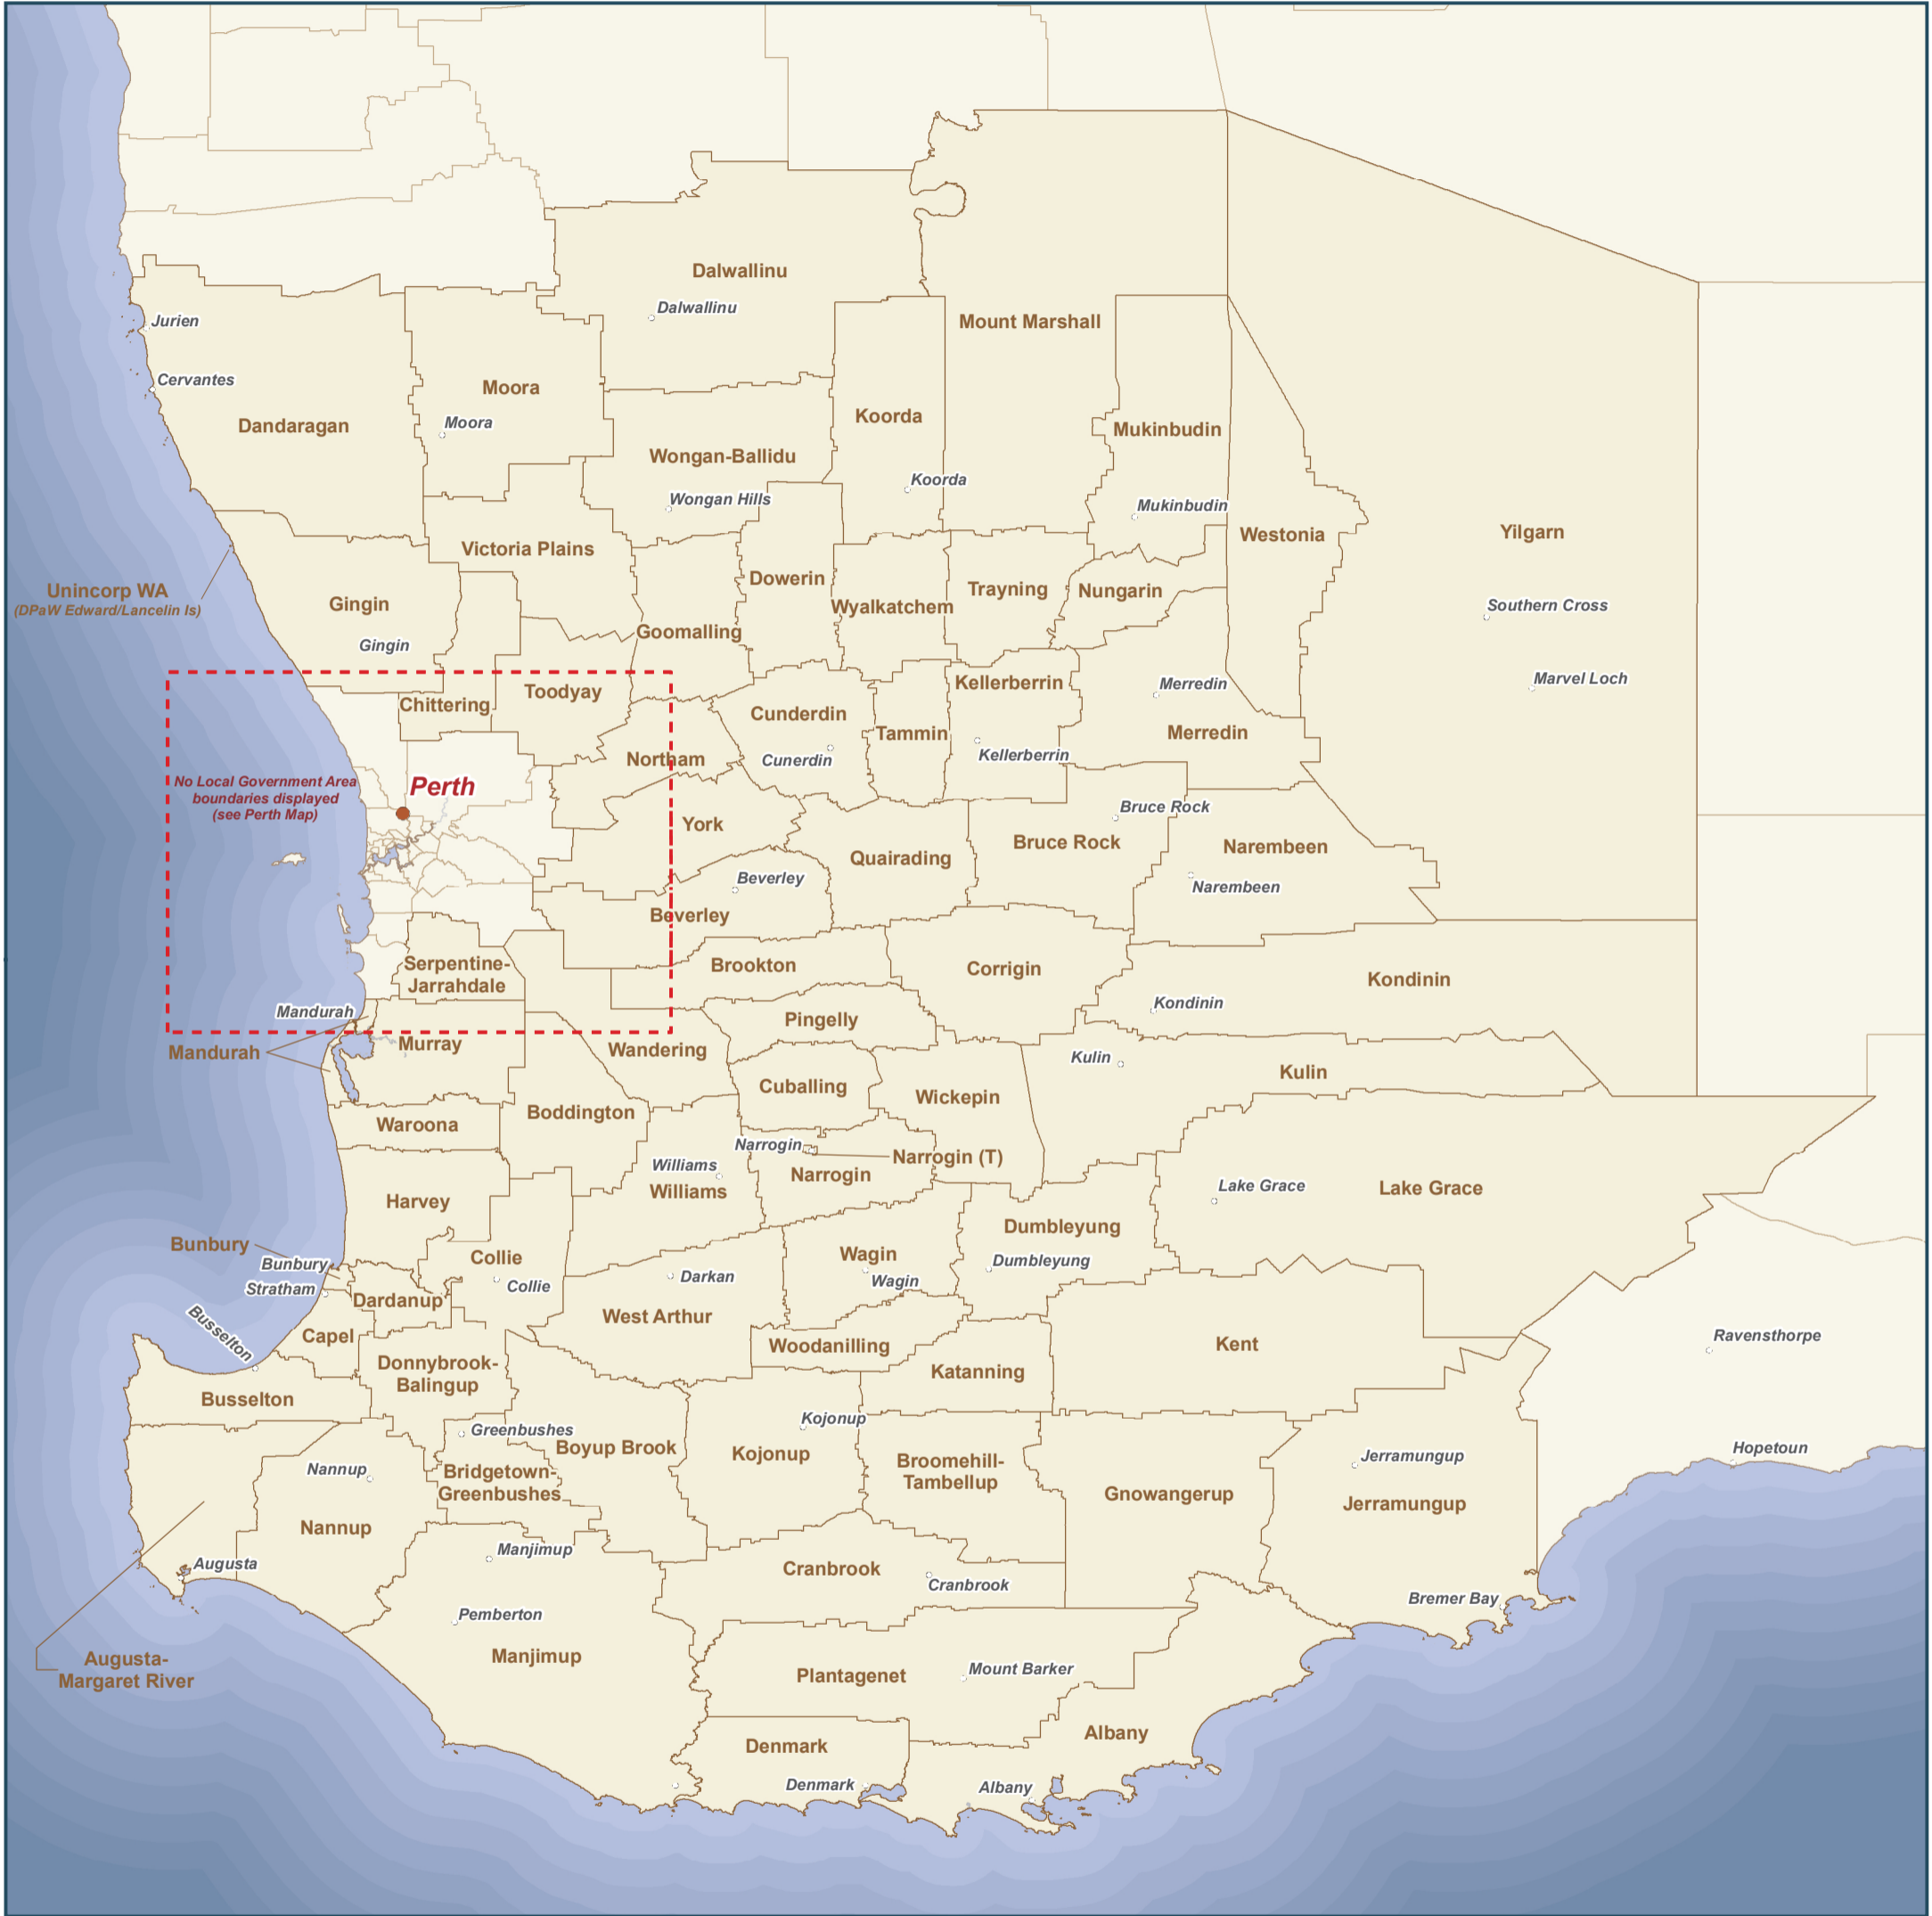 Dalwallinu
Dalwallinu
Jurien
Mount Marshall
Cervantes
Moora
Moora
Dandaragan
Koorda
Mukinbudin
Wongan-Ballidu
Koorda
Wongan Hills
Mukinbudin
Westonia
Yilgarn
Victoria Plains
Dowerin
Unincorp WA
(DPaW Edward/Lancelin Is)
Gingin
Gingin
Trayning
Nungarin
Wyalkatchem
Southern Cross
Goomalling
Marvel Loch
Chittering
Toodyay
Kellerberrin
Merredin
Cunderdin
Tammin
Merredin
Northam
Cunerdin
Kellerberrin
No Local Government Area
boundaries displayed
(see Perth Map)
Perth
York
Bruce Rock
Bruce Rock
Quairading
Narembeen
Narembeen
Beverley
Beverley
Serpentine-
Jarrahdale
Brookton
Corrigin
Kondinin
Kondinin
Mandurah
Pingelly
Mandurah
Murray
Wandering
Kulin
Kulin
Cuballing
Wickepin
Waroona
Boddington
Narrogin
Narrogin (T)
Narrogin
Williams
Williams
Lake Grace
Lake Grace
Harvey
Dumbleyung
Dumbleyung
Bunbury
Bunbury
Stratham
Collie
Collie
Wagin
Wagin
Darkan
Dardanup
West Arthur
Busselton
Capel
Woodanilling
Kent
Ravensthorpe
Donnybrook-
Balingup
Katanning
Busselton
Greenbushes
Boyup Brook
Kojonup
Kojonup
Broomehill-
Tambellup
Hopetoun
Nannup
Bridgetown-
Greenbushes
Jerramungup
Jerramungup
Gnowangerup
Nannup
Manjimup
Augusta
Cranbrook
Cranbrook
Bremer Bay
Pemberton
Manjimup
Augusta-
Margaret River
Plantagenet
Mount Barker
Denmark
Albany
Denmark
Albany